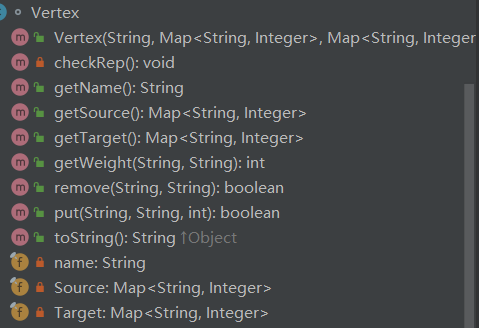 Vertex
Vertex(String, Map<String, Integer>, Map<String, Integer
checkRep(): void
getName(): String
getSource(): Map<String, Integer>
getTarget(): Map<String, Integer>
getWeight(String, String): int
remove(String, String): boolean
put(String, String, int): boolean
toString(): String ↑Object
name: String
Source: Map<String, Integer>
Target: Map<String, Integer>